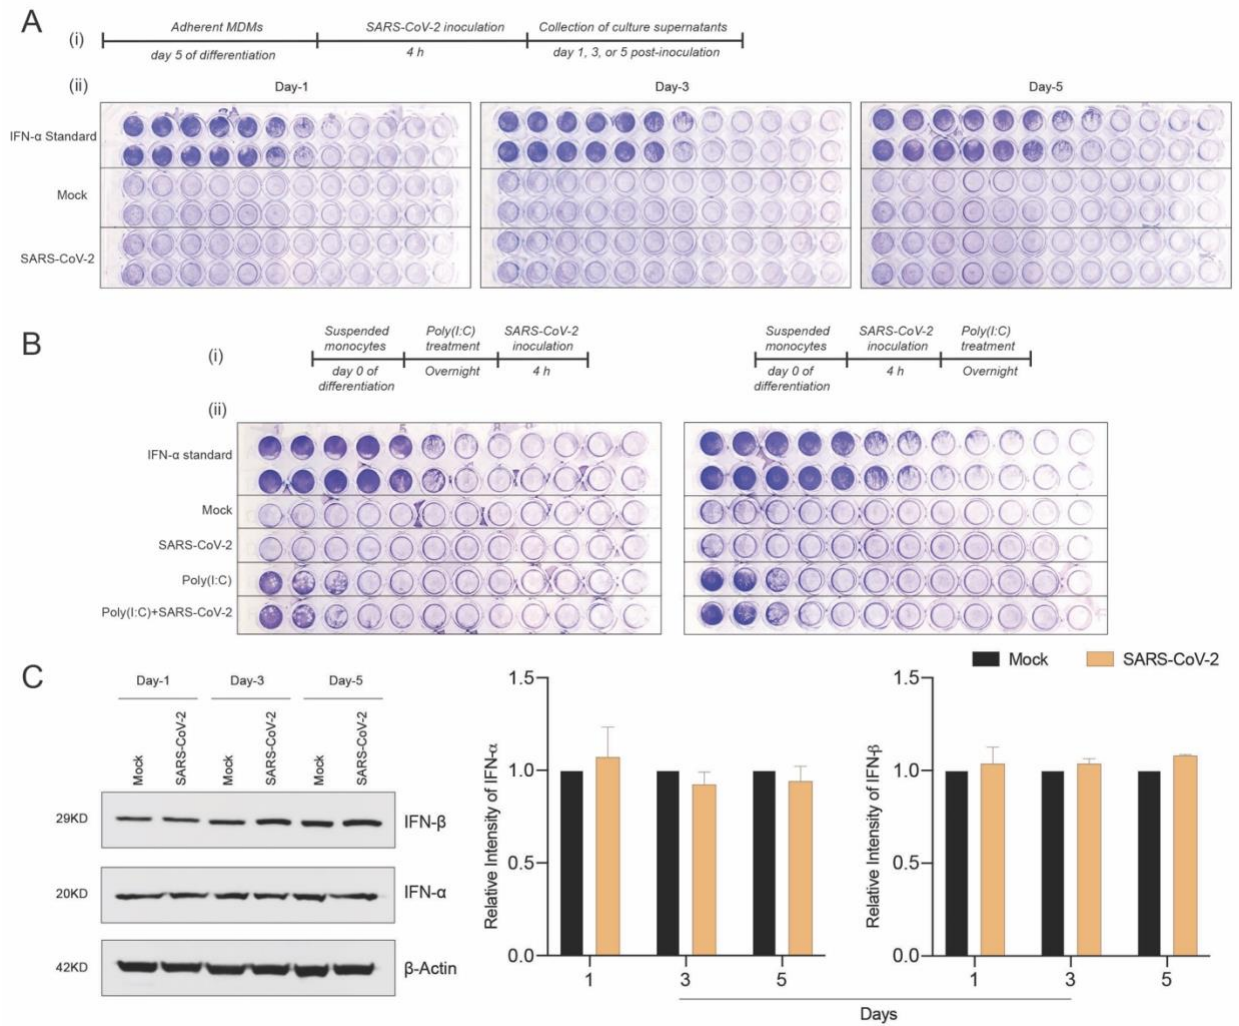 A
(i)
Adherent MDMs
SARS-CoV-2 inoculation
Collection of culture supernatants
day 5 of differentiation
4 h
day 1, 3, or 5 post-inoculation
(ii)
Day-1
Day-3
Day-5
IFN-α Standard
Mock
SARS-CoV-2
B
(i)
Suspended
monocytes
Poly(I:C)
treatment
SARS-CoV-2
inoculation
day 0 of
differentiation
Overnight
4 h
Suspended
monocytes
SARS-CoV-2
inoculation
Poly(I:C)
treatment
day 0 of
differentiation
4 h
Overnight
(ii)
IFN-α standard
Mock
SARS-CoV-2
Poly(I:C)
Poly(I:C)+SARS-CoV-2
C
Day-1
Day-3
Day-5
Mock
SARS-CoV-2
Mock
SARS-CoV-2
Mock
SARS-CoV-2
29KD
IFN-β
20KD
IFN-α
42KD
β-Actin
Mock
SARS-CoV-2
Relative Intensity of IFN-α
1.5
1.0
0.5
0.0
1
3
5
Relative Intensity of IFN-β
1.5
1.0
0.5
0.0
1
3
5
Days